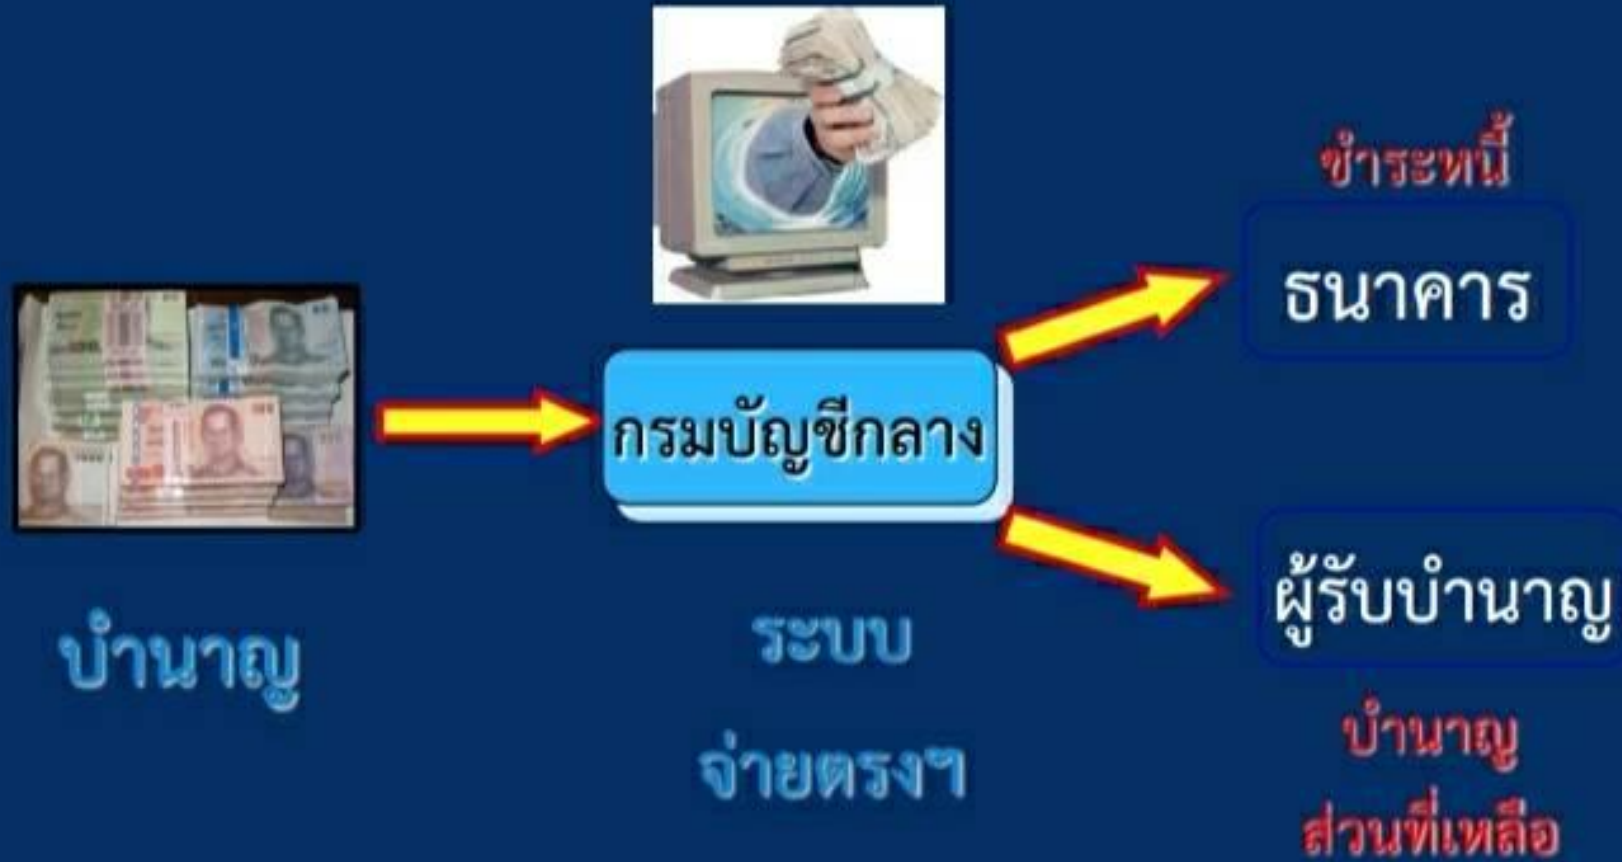 ชำระหนี้
ธนาคาร
กรมบัญชีกลาง
ผู้รับบำนาญ
บำนาญ
ระบบ
จ่ายตรงฯ
บำนาญ
ส่วนที่เหลือ